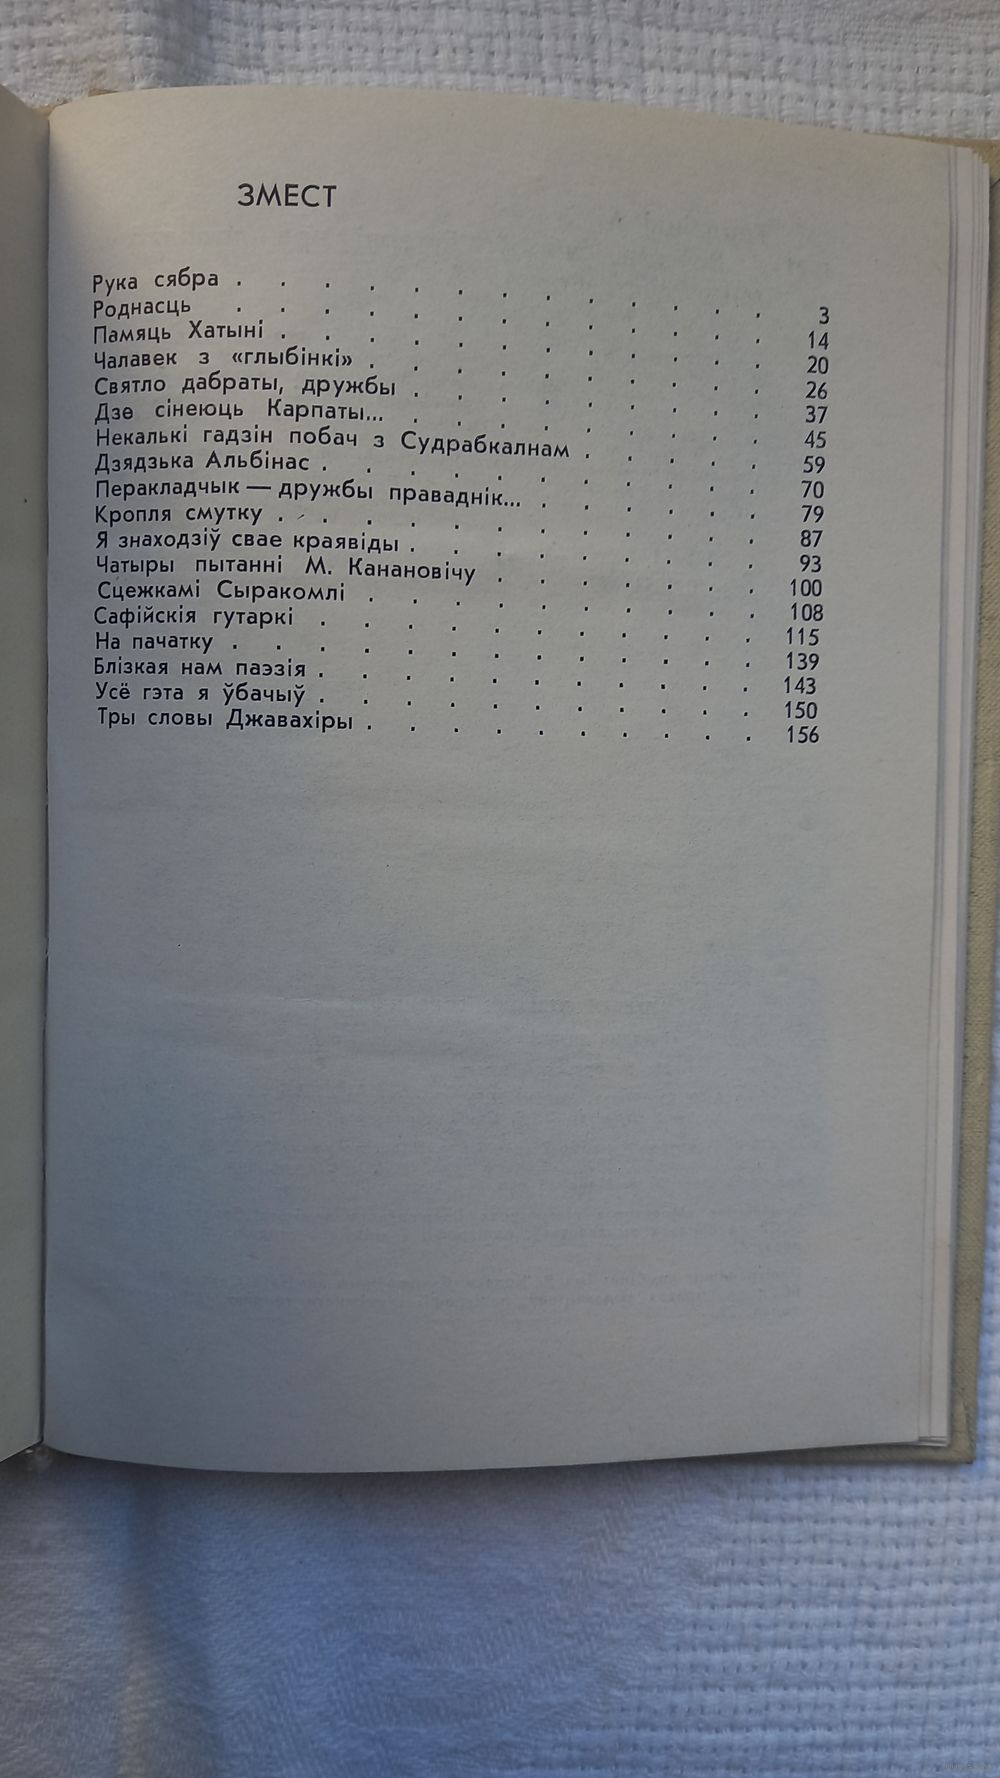 ЗМЕСТ
Рука сябра . . . . . . . . . . . . . 3
Роднасць . . . . . . . . . . . . . 14
Памяць Хатыні . . . . . . . . . . . . 20
Чалавек з «глыбінкі» . . . . . . . . . . 26
Святло дабраты, дружбы . . . . . . . . . 37
Дзе сінеюць Карпаты... . . . . . . . . . 45
Некалькі гадзін побач з Судрабкалнам . . . . . 59
Дзядзька Альбінас . . . . . . . . . . . 70
Перакладчык — дружбы праваднік... . . . . . . 79
Кропля смутку . . . . . . . . . . . . 87
Я знаходзіў свае краявіды . . . . . . . . . 93
Чатыры пытанні М. Канановічу . . . . . . . 100
Сцежкамі Сыракомлі . . . . . . . . . . 108
Сафійскія гутаркі . . . . . . . . . . . 115
На пачатку . . . . . . . . . . . . . 139
Блізкая нам паэзія . . . . . . . . . . . 143
Усё гэта я ўбачыў . . . . . . . . . . . 150
Тры словы Джавахіры . . . . . . . . . . 156